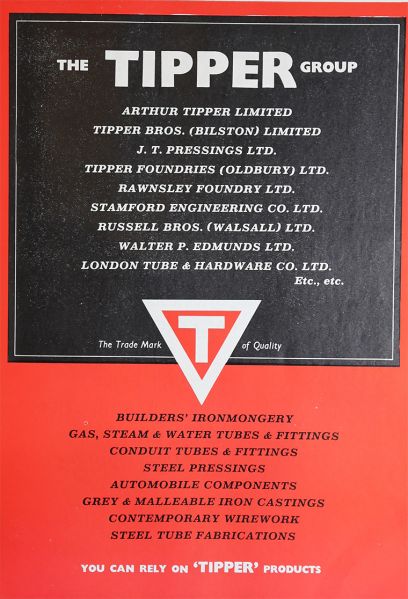 THE TIPPER GROUP
ARTHUR TIPPER LIMITED
TIPPER BROS. (BILSTON) LIMITED
J. T. PRESSINGS LTD.
TIPPER FOUNDRIES (OLDBURY) LTD.
RAWNSLEY FOUNDRY LTD.
STAMFORD ENGINEERING CO. LTD.
RUSSELL BROS. (WALSALL) LTD.
WALTER P. EDMUNDS LTD.
LONDON TUBE & HARDWARE CO. LTD.
Etc., etc.
T
The Trade Mark of Quality
BUILDERS' IRONMONGERY
GAS, STEAM & WATER TUBES & FITTINGS
CONDUIT TUBES & FITTINGS
STEEL PRESSINGS
AUTOMOBILE COMPONENTS
GREY & MALLEABLE IRON CASTINGS
CONTEMPORARY WIREWORK
STEEL TUBE FABRICATIONS
YOU CAN RELY ON 'TIPPER' PRODUCTS